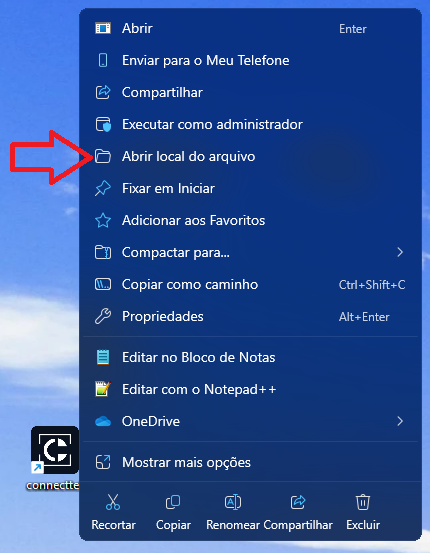 Abrir Enter
Enviar para o Meu Telefone
Compartilhar
Executar como administrador
Abrir local do arquivo
Fixar em Iniciar
Adicionar aos Favoritos
Compactar para...
Copiar como caminho Ctrl+Shift+C
Propriedades Alt+Enter
Editar no Bloco de Notas
Editar com o Notepad++
OneDrive
Mostrar mais opções
connectte
Recortar Copiar Renomear Compartilhar Excluir